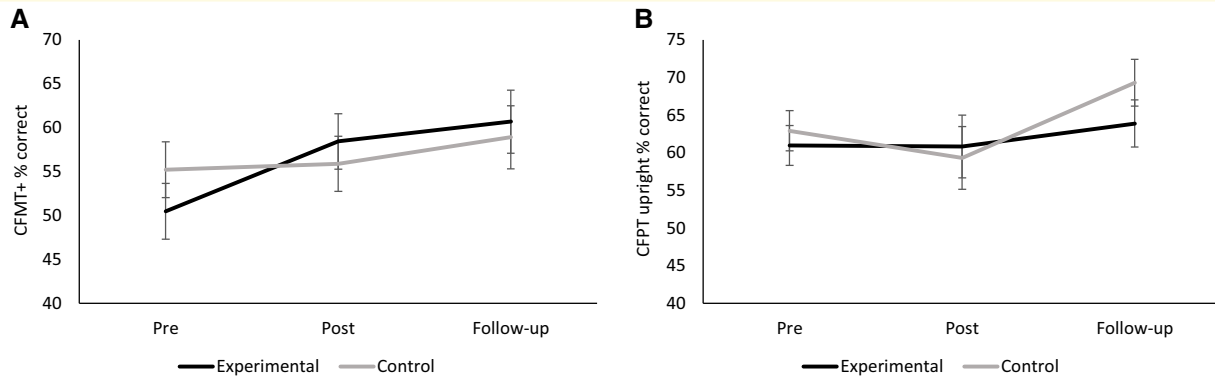 A
CFMT+ % correct
70
65
60
55
50
45
40
Pre Post Follow-up
Experimental Control
B
CFPT upright % correct
75
70
65
60
55
50
45
40
Pre Post Follow-up
Experimental Control